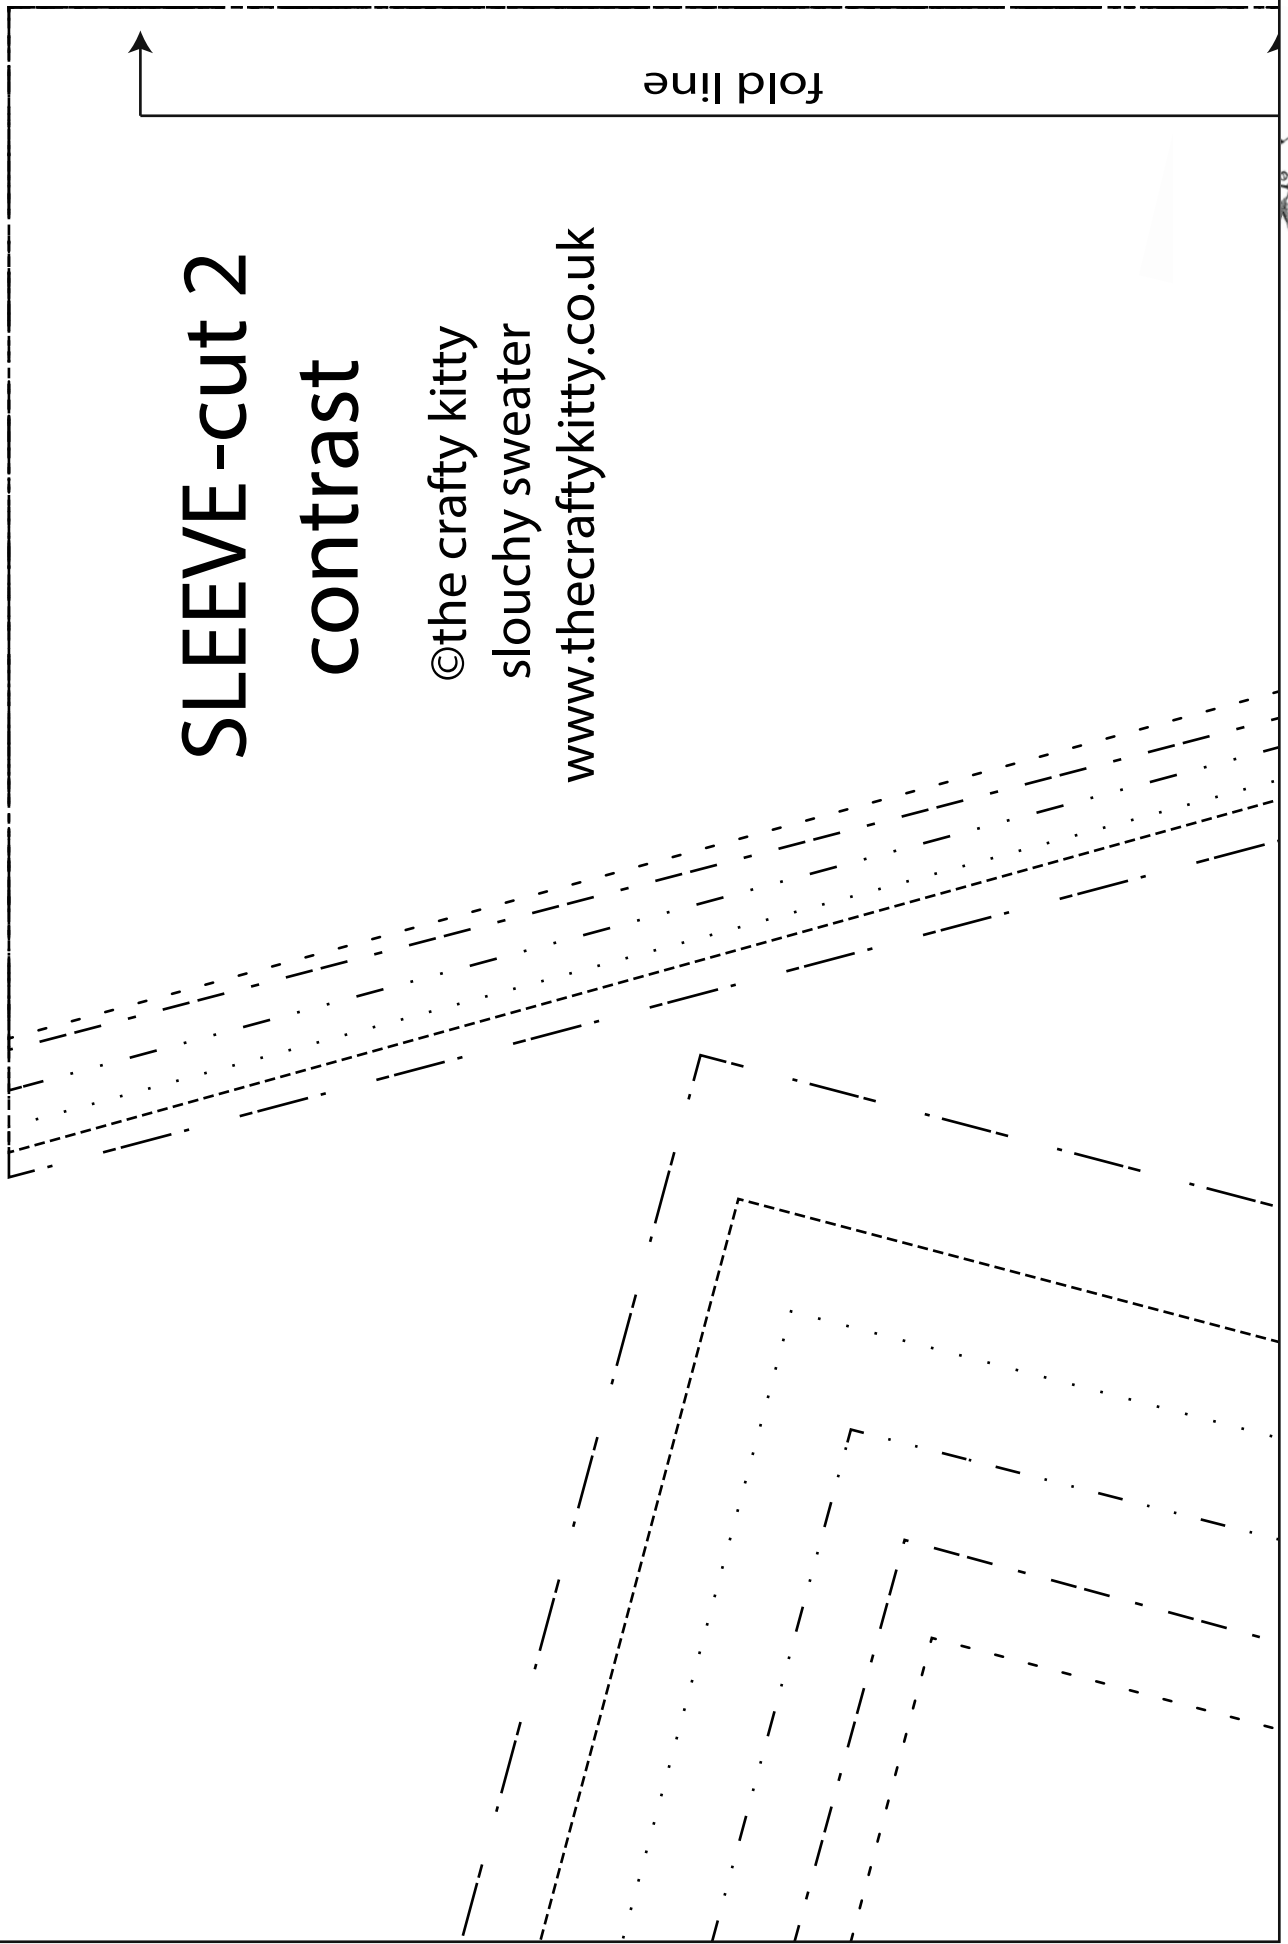 fold line
SLEEVE -cut 2
contrast
©the crafty kitty
slouchy sweater
www.thecraftykitty.co.uk